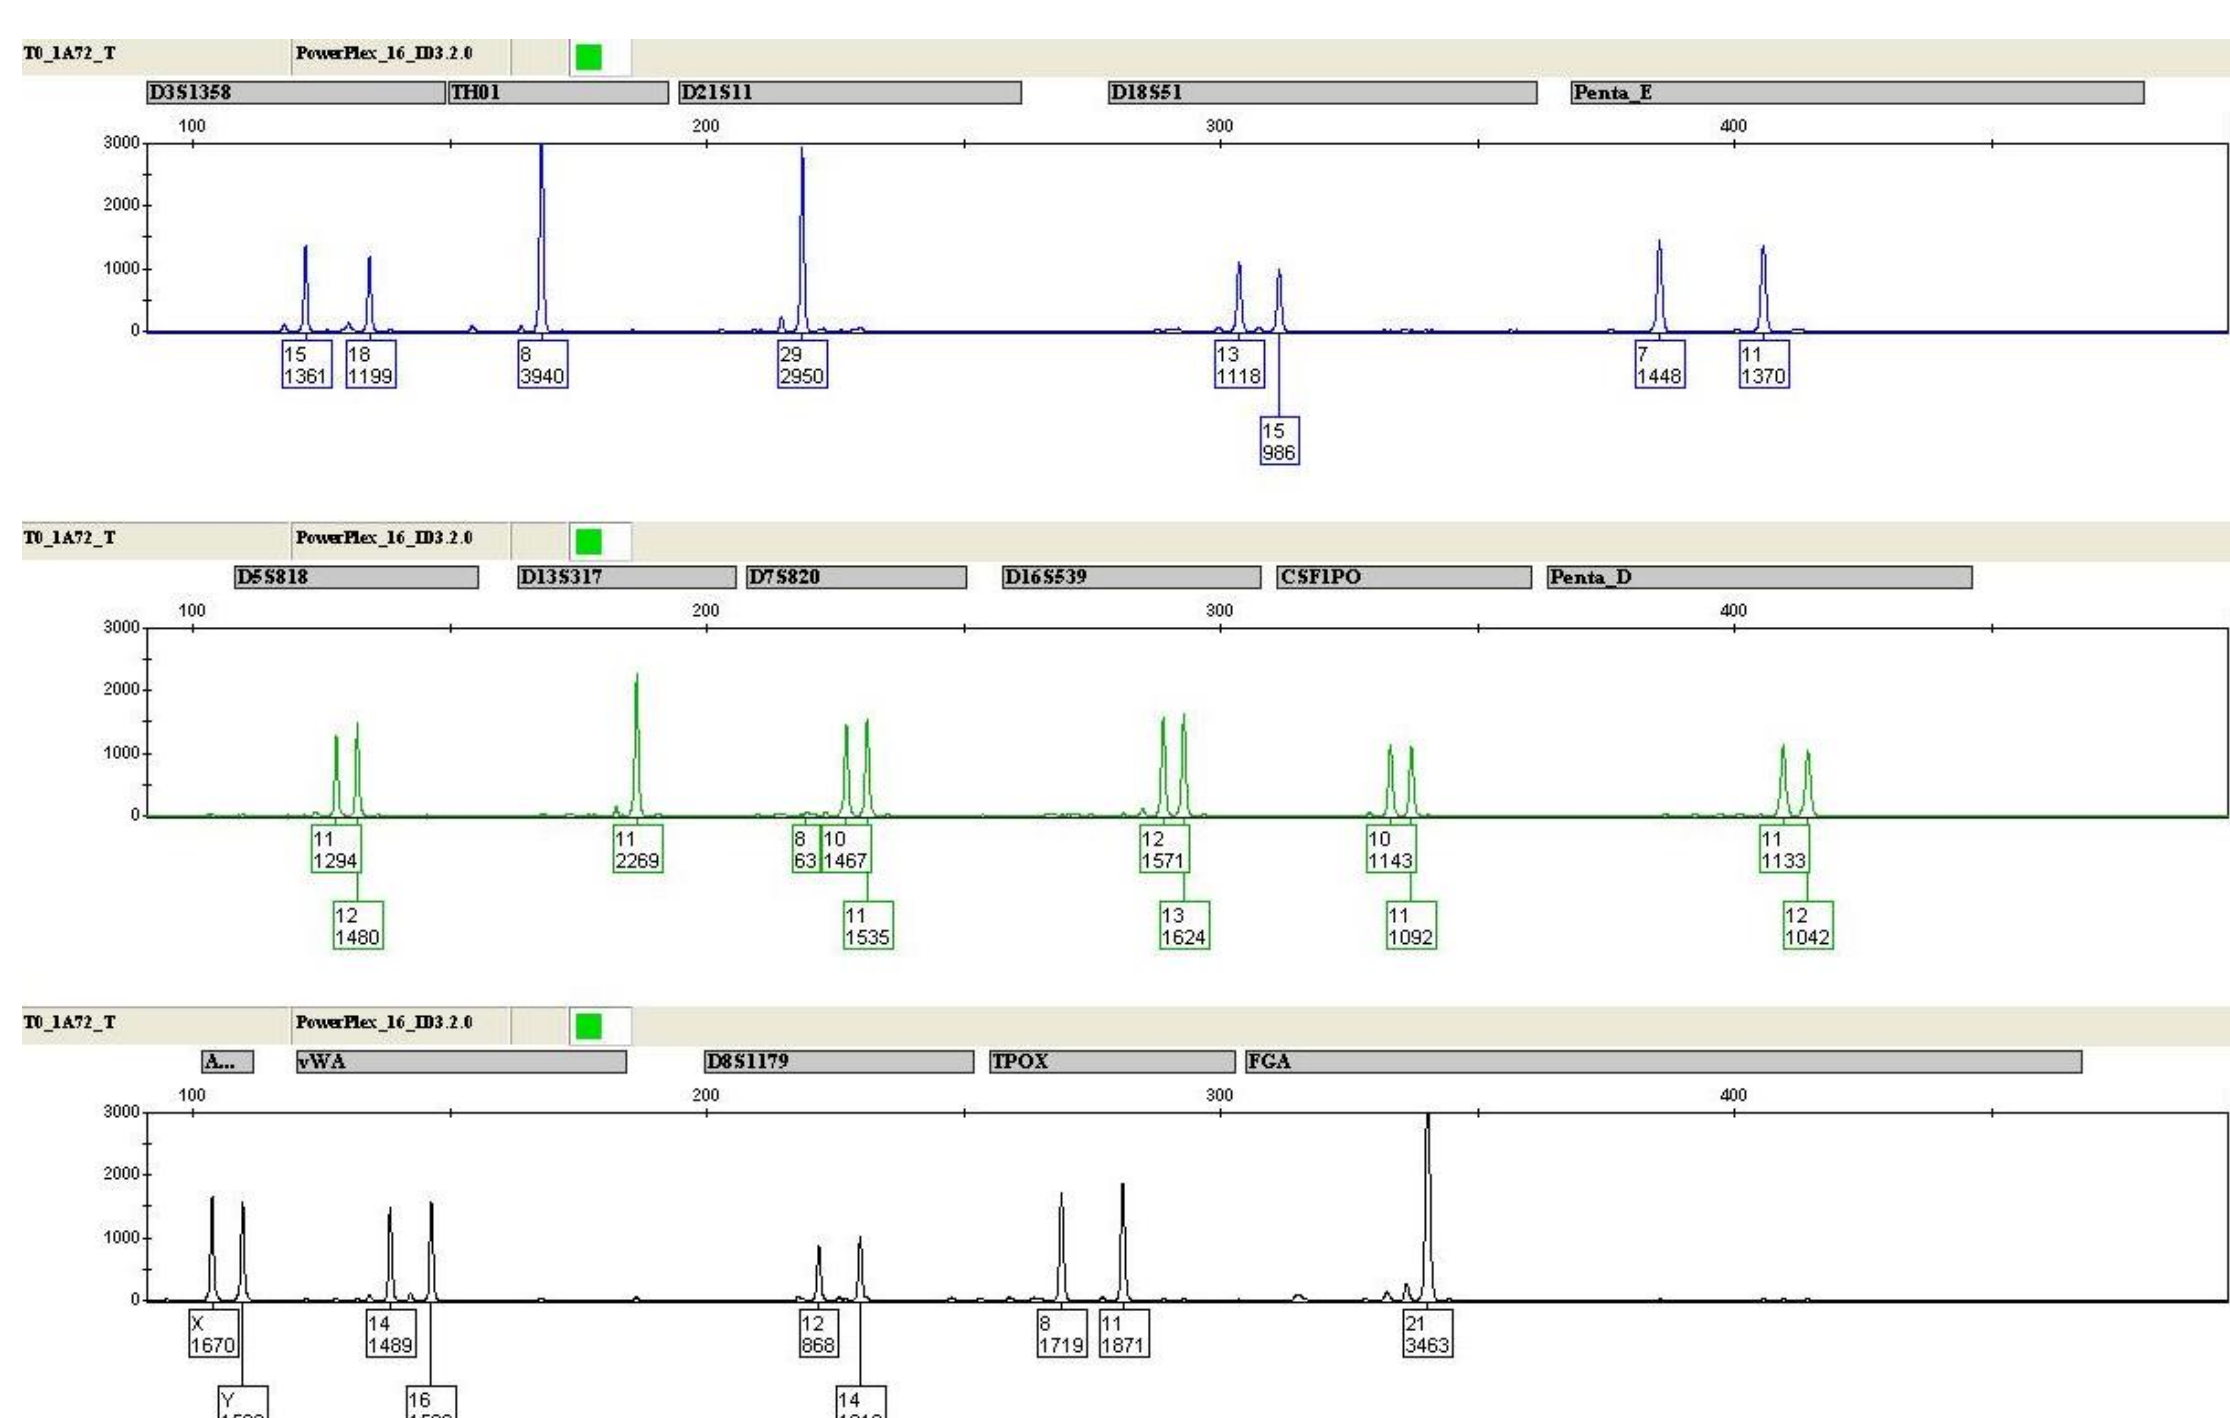 T0_1A72_T PowerPlex_16_ID3.2.0
D3S1358 TH01 D21S11 D18S51 Penta_E
100 200 300 400
3000
2000
1000
0
15 18 8 29 13 7 11
1361 1199 3940 2950 1118 1448 1370
15
986
T0_1A72_T PowerPlex_16_ID3.2.0
D5S818 D13S317 D7S820 D16S539 CSF1PO Penta_D
100 200 300 400
3000
2000
1000
0
11 11 8 10 12 10 11
1294 2269 63 1467 1571 1143 1133
12 11 13 11 12
1480 1535 1624 1092 1042
T0_1A72_T PowerPlex_16_ID3.2.0
A... vWA D8S1179 TPOX FGA
100 200 300 400
3000
2000
1000
0
X 14 12 8 11 21
1670 1489 868 1719 1871 3463
Y 16 14